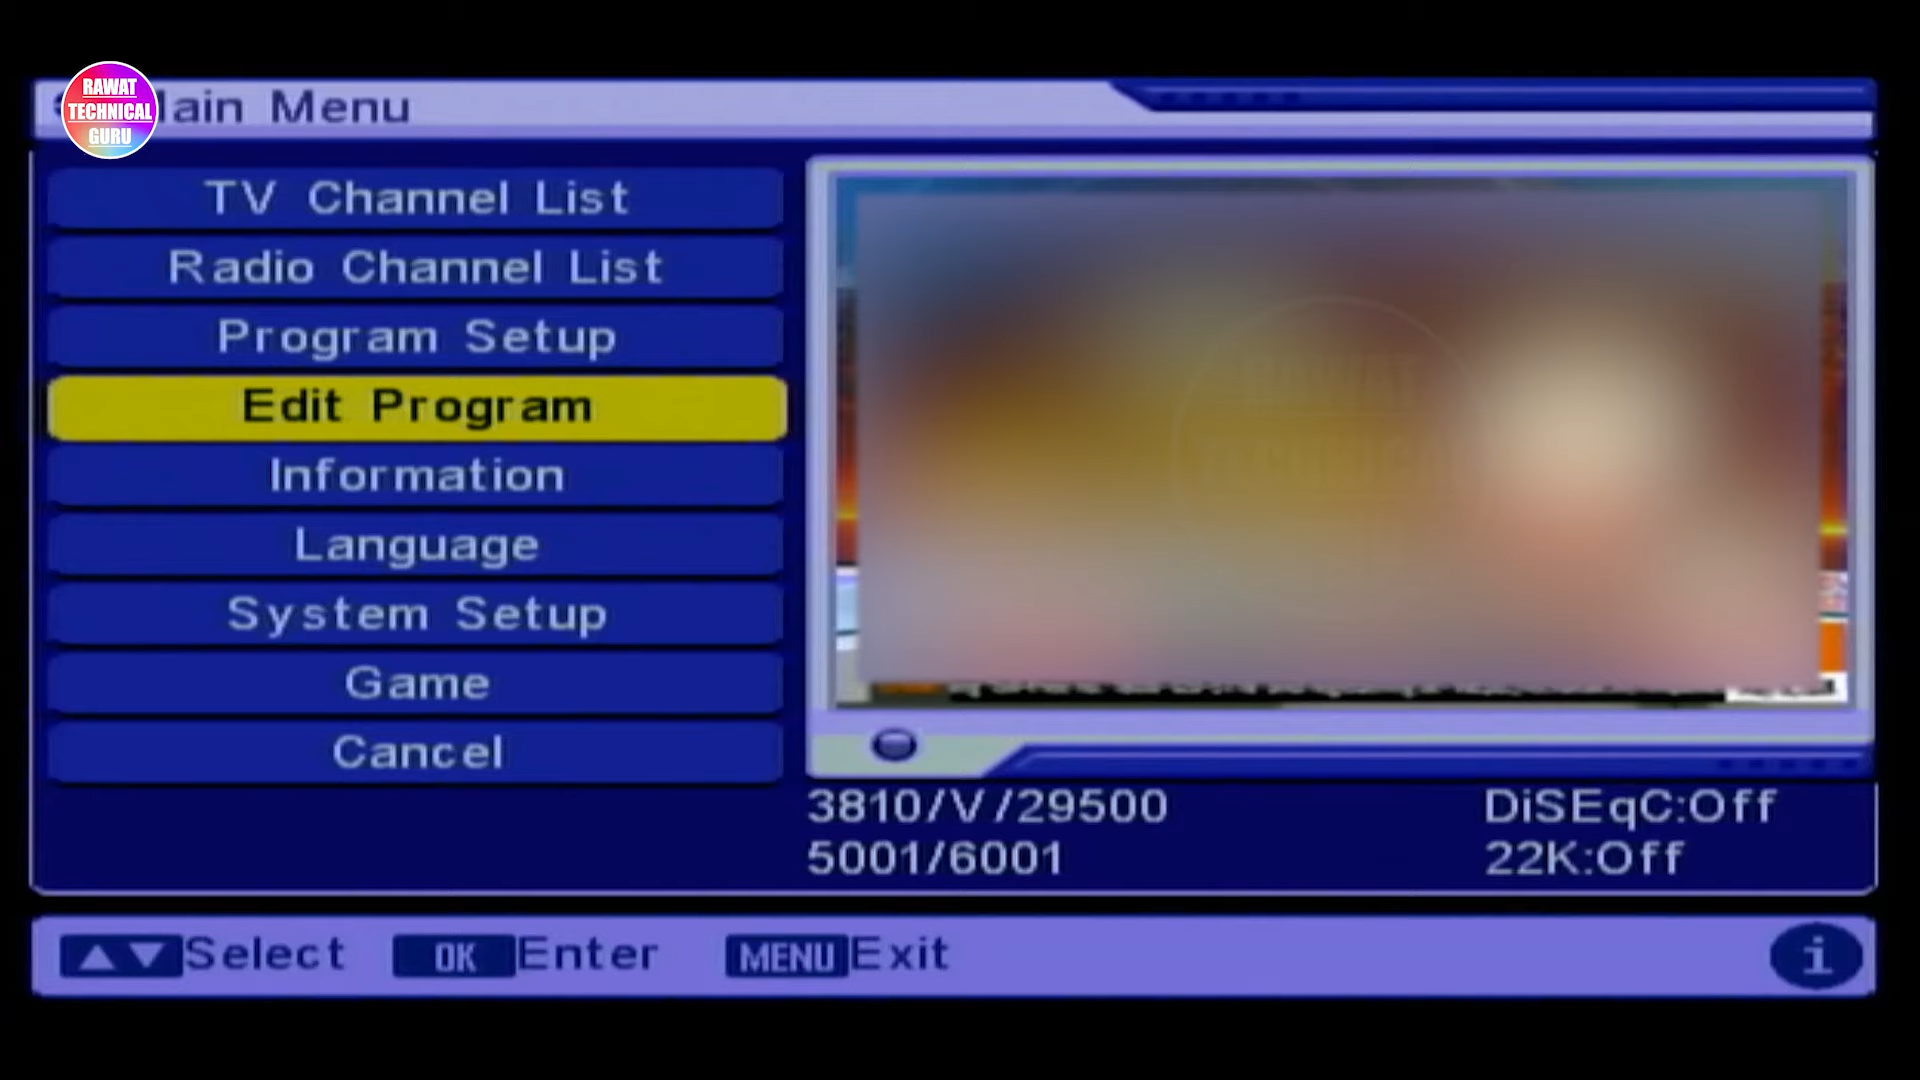 RAWAT
TECHNICAL
GURU
ain Menu
TV Channel List
Radio Channel List
Program Setup
Edit Program
Information
Language
System Setup
Game
Cancel
RAWAT
3810/V/29500
DiSEqC:Off
5001/6001
22K:Off
Select
OK Enter
MENU Exit
i